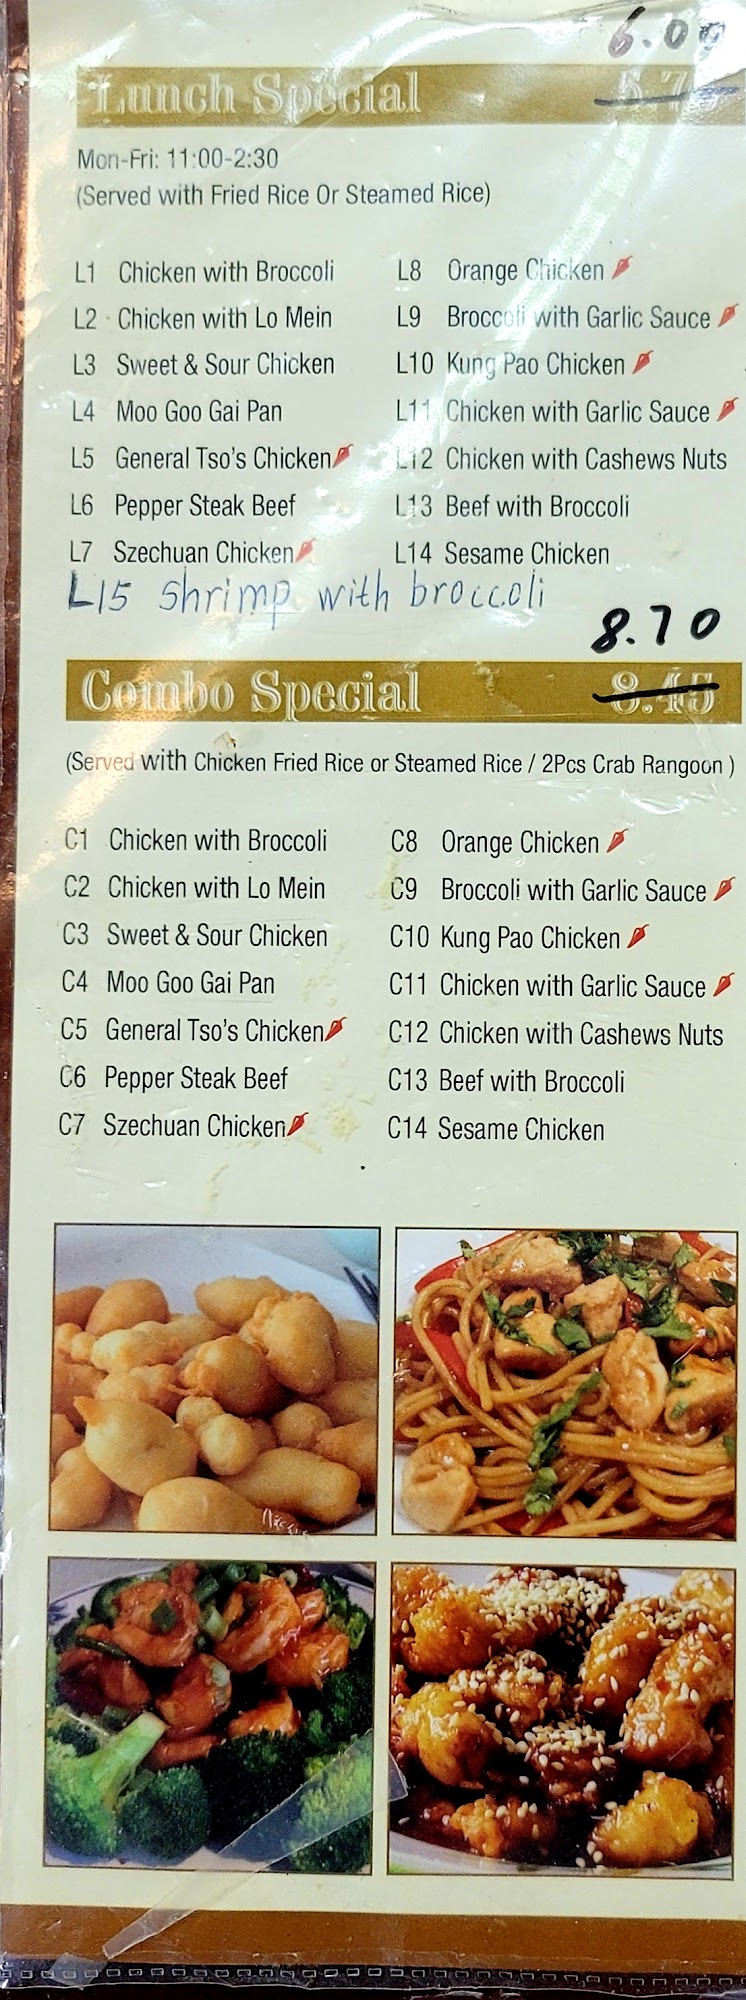 6.00
Lunch Special
Mon-Fri: 11:00-2:30
(Served with Fried Rice Or Steamed Rice)
L1 Chicken with Broccoli
L2 Chicken with Lo Mein
L3 Sweet & Sour Chicken
L4 Moo Goo Gai Pan
L5 General Tso's Chicken
L6 Pepper Steak Beef
L7 Szechuan Chicken
L8 Orange Chicken
L9 Broccoli with Garlic Sauce
L10 Kung Pao Chicken
L11 Chicken with Garlic Sauce
L12 Chicken with Cashews Nuts
L13 Beef with Broccoli
L14 Sesame Chicken
L15 Shrimp with broccoli
8.70
Combo Special 8.45
(Served with Chicken Fried Rice or Steamed Rice / 2Pcs Crab Rangoon )
C1 Chicken with Broccoli
C2 Chicken with Lo Mein
C3 Sweet & Sour Chicken
C4 Moo Goo Gai Pan
C5 General Tso's Chicken
C6 Pepper Steak Beef
C7 Szechuan Chicken
C8 Orange Chicken
C9 Broccoli with Garlic Sauce
C10 Kung Pao Chicken
C11 Chicken with Garlic Sauce
C12 Chicken with Cashews Nuts
C13 Beef with Broccoli
C14 Sesame Chicken